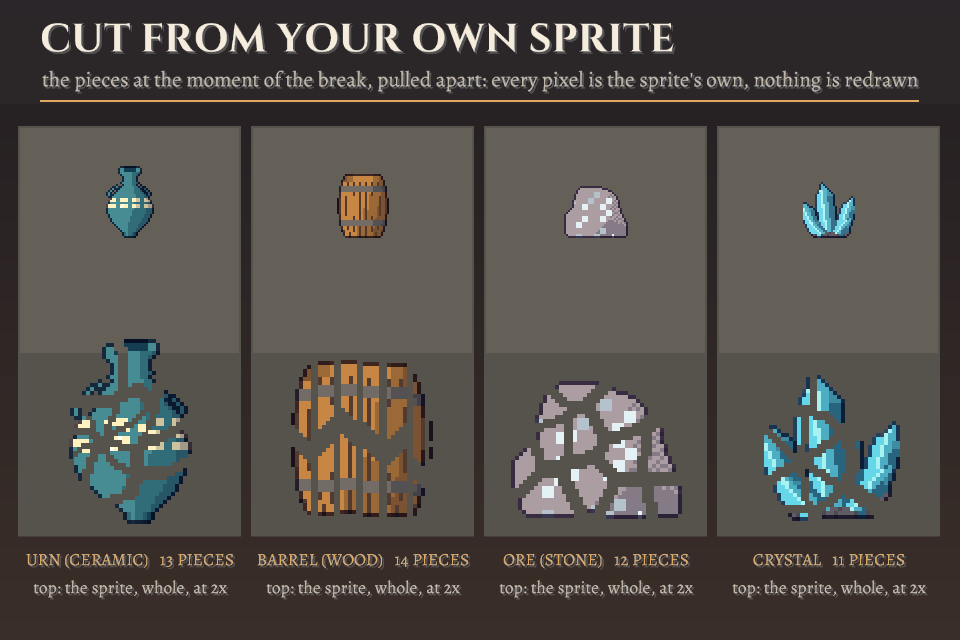 CUT FROM YOUR OWN SPRITE
the pieces at the moment of the break, pulled apart: every pixel is the sprite's own, nothing is redrawn
URN (CERAMIC) 13 PIECES
top: the sprite, whole, at 2x
BARREL (WOOD) 14 PIECES
top: the sprite, whole, at 2x
ORE (STONE) 12 PIECES
top: the sprite, whole, at 2x
CRYSTAL 11 PIECES
top: the sprite, whole, at 2x